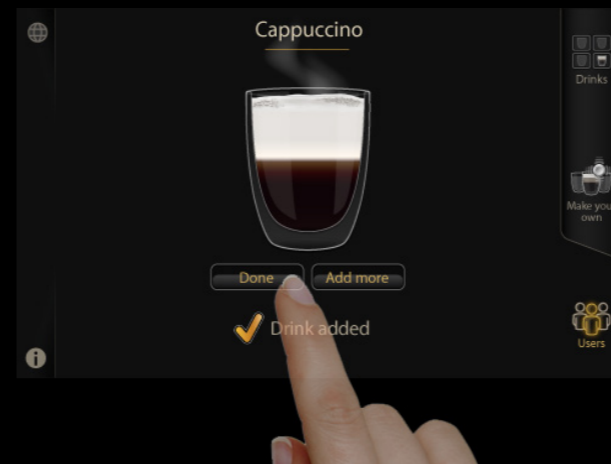 Cappuccino
Drinks
Make your
own
Done
Add more
Drink added
Users